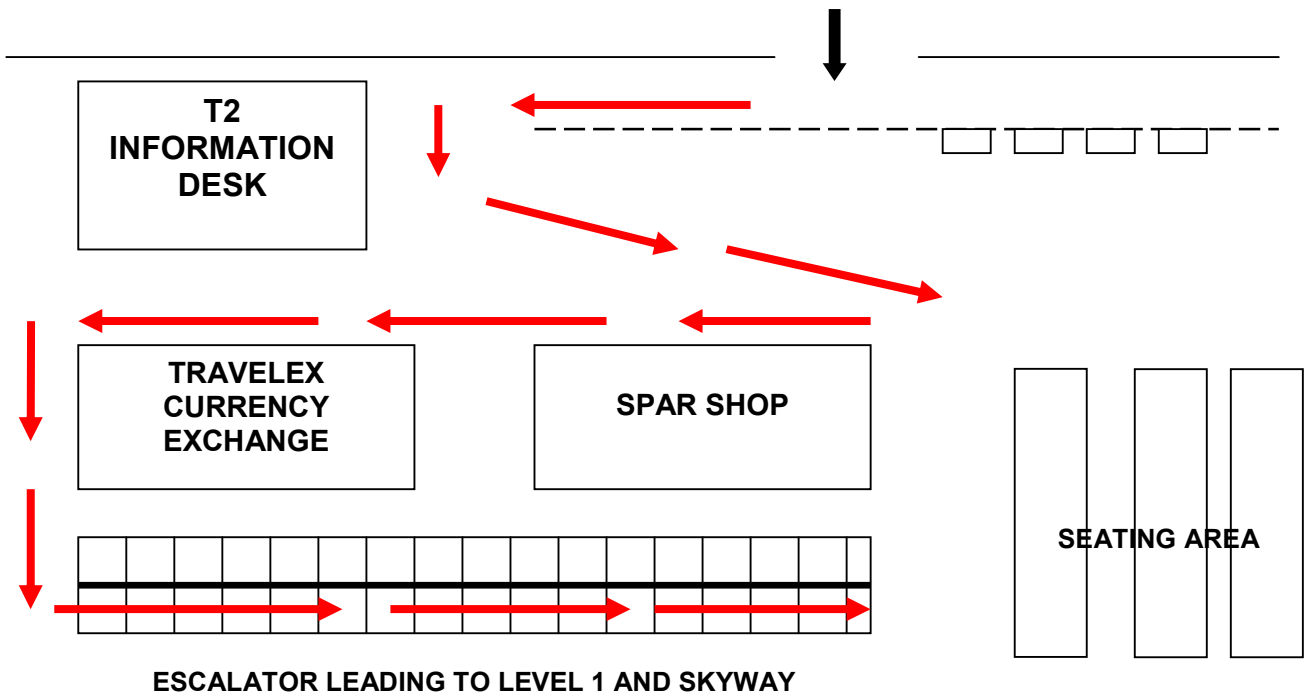 T2
INFORMATION
DESK
TRAVELEX
CURRENCY
EXCHANGE
SPAR SHOP
SEATING AREA
ESCALATOR LEADING TO LEVEL 1 AND SKYWAY